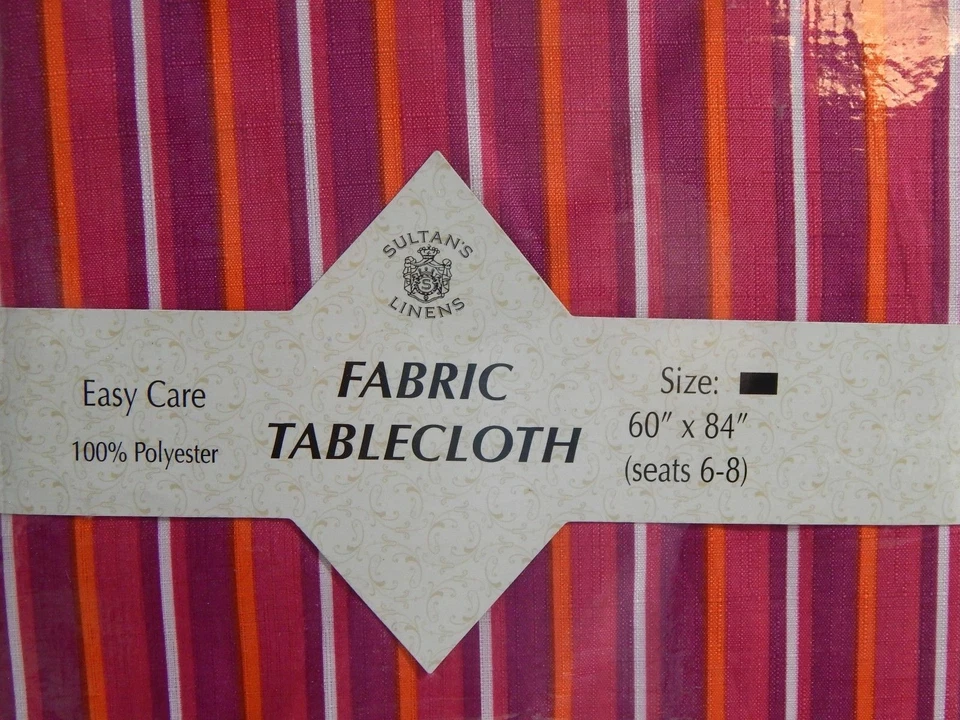 SULTAN'S
S
LINENS
FABRIC
TABLECLOTH
Easy Care
100% Polyester
Size:
60" x 84"
(seats 6-8)